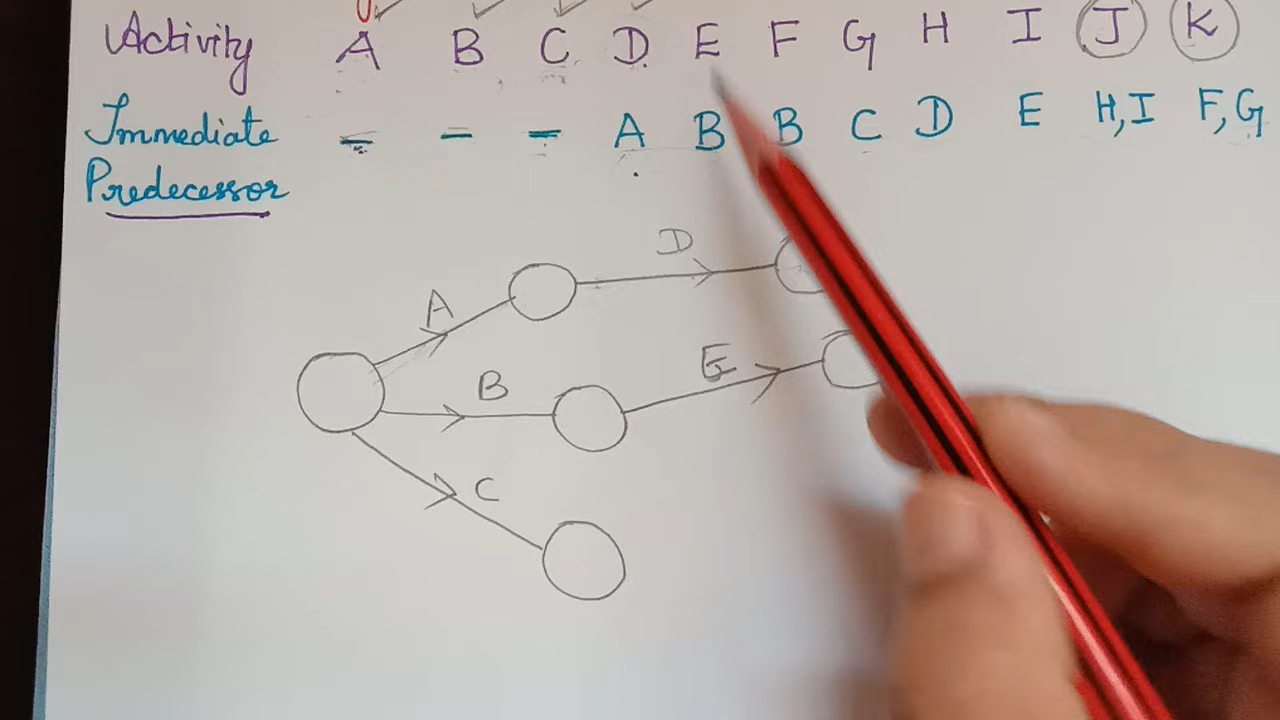 Activity A B C D E F G H I J K
Immediate - - - A B B C D E H,I F,G
Predecessor
D
A
E
B
C